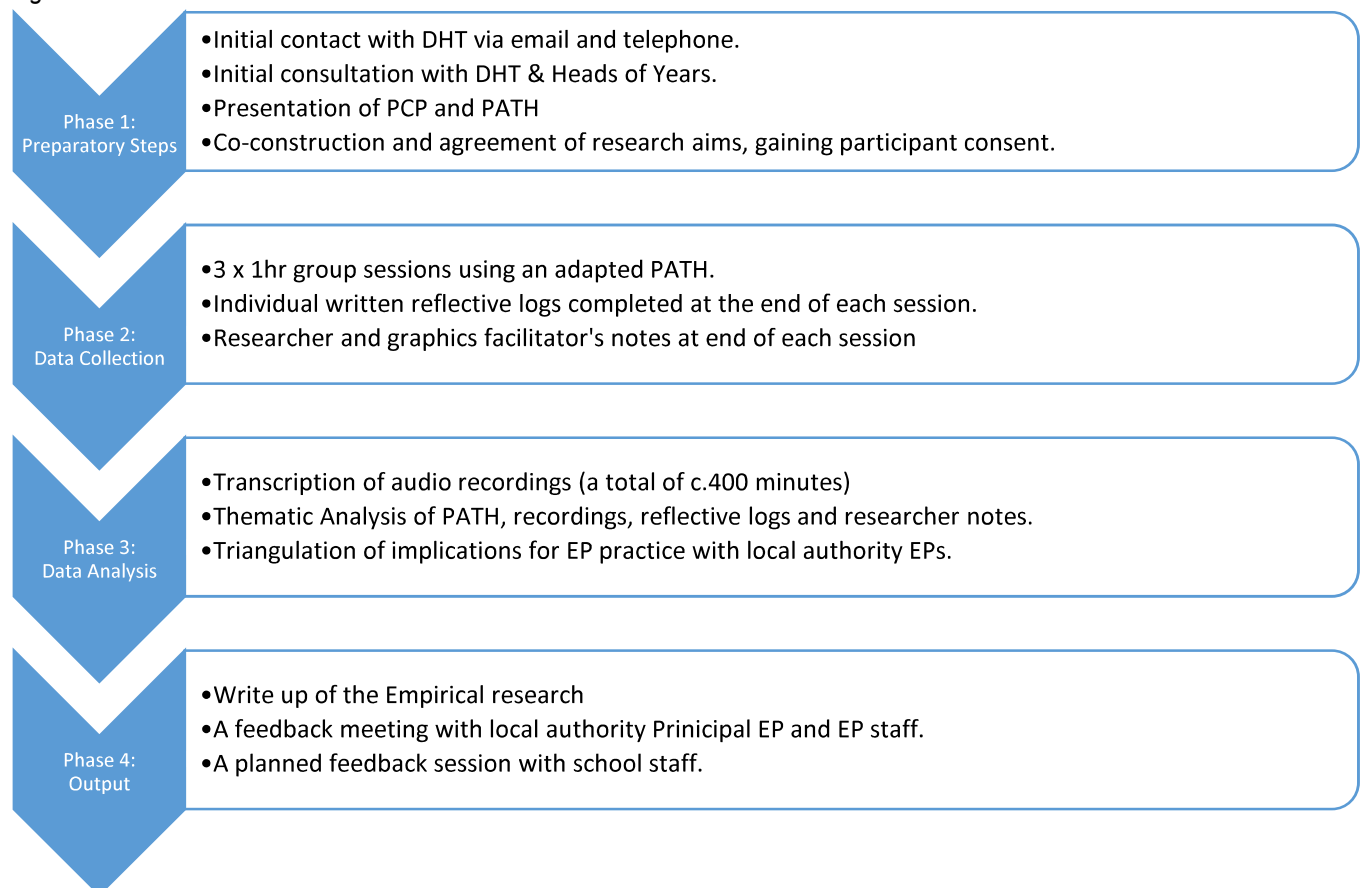 Phase 1:
Preparatory Steps
•Initial contact with DHT via email and telephone.
•Initial consultation with DHT & Heads of Years.
•Presentation of PCP and PATH
•Co-construction and agreement of research aims, gaining participant consent.
Phase 2:
Data Collection
•3 x 1hr group sessions using an adapted PATH.
•Individual written reflective logs completed at the end of each session.
•Researcher and graphics facilitator's notes at end of each session
Phase 3:
Data Analysis
•Transcription of audio recordings (a total of c.400 minutes)
•Thematic Analysis of PATH, recordings, reflective logs and researcher notes.
•Triangulation of implications for EP practice with local authority EPs.
Phase 4:
Output
•Write up of the Empirical research
•A feedback meeting with local authority Prinicipal EP and EP staff.
•A planned feedback session with school staff.